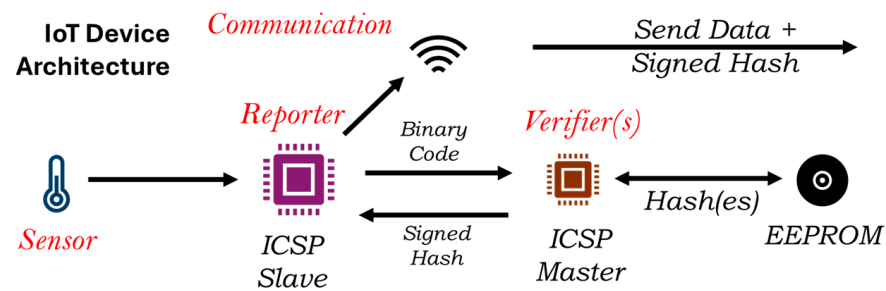 IoT Device
Architecture
Communication
Send Data +
Signed Hash
Reporter
Binary
Code
Verifier(s)
Sensor
ICSP
Slave
Signed
Hash
ICSP
Master
Hash(es)
EEPROM